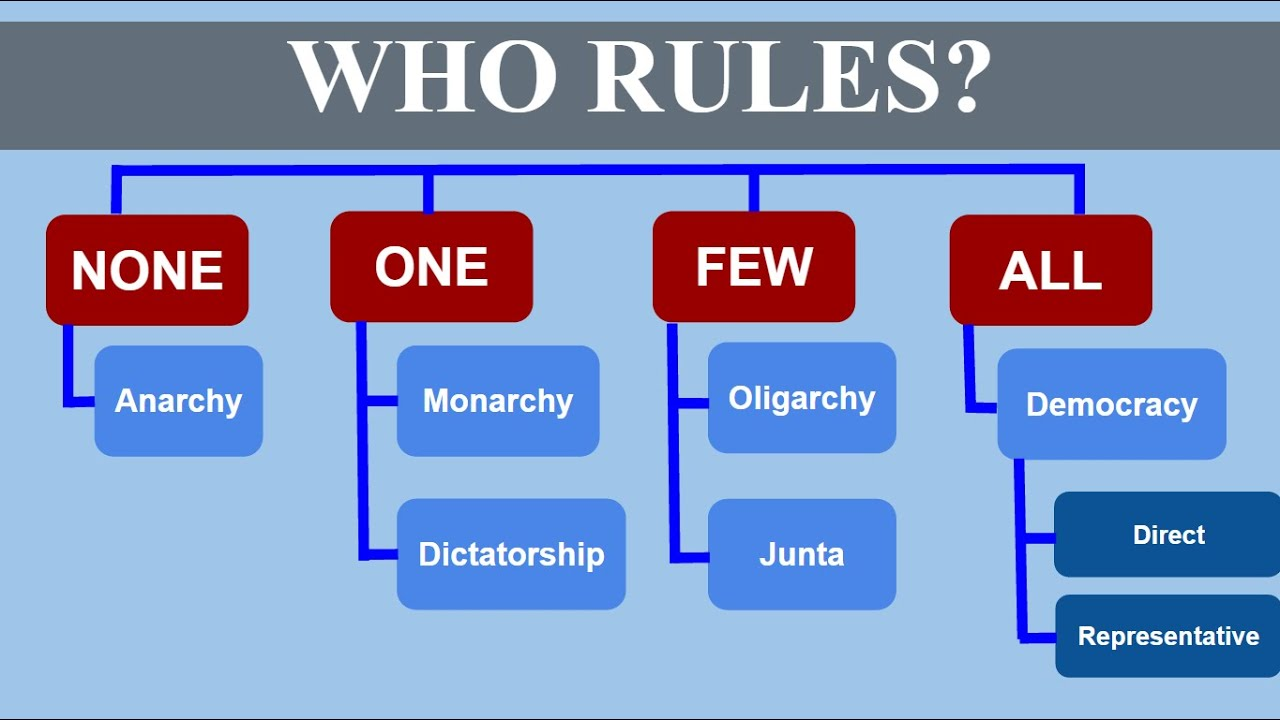 WHO RULES?
NONE
ONE
FEW
ALL
Anarchy
Monarchy
Oligarchy
Democracy
Dictatorship
Junta
Direct
Representative